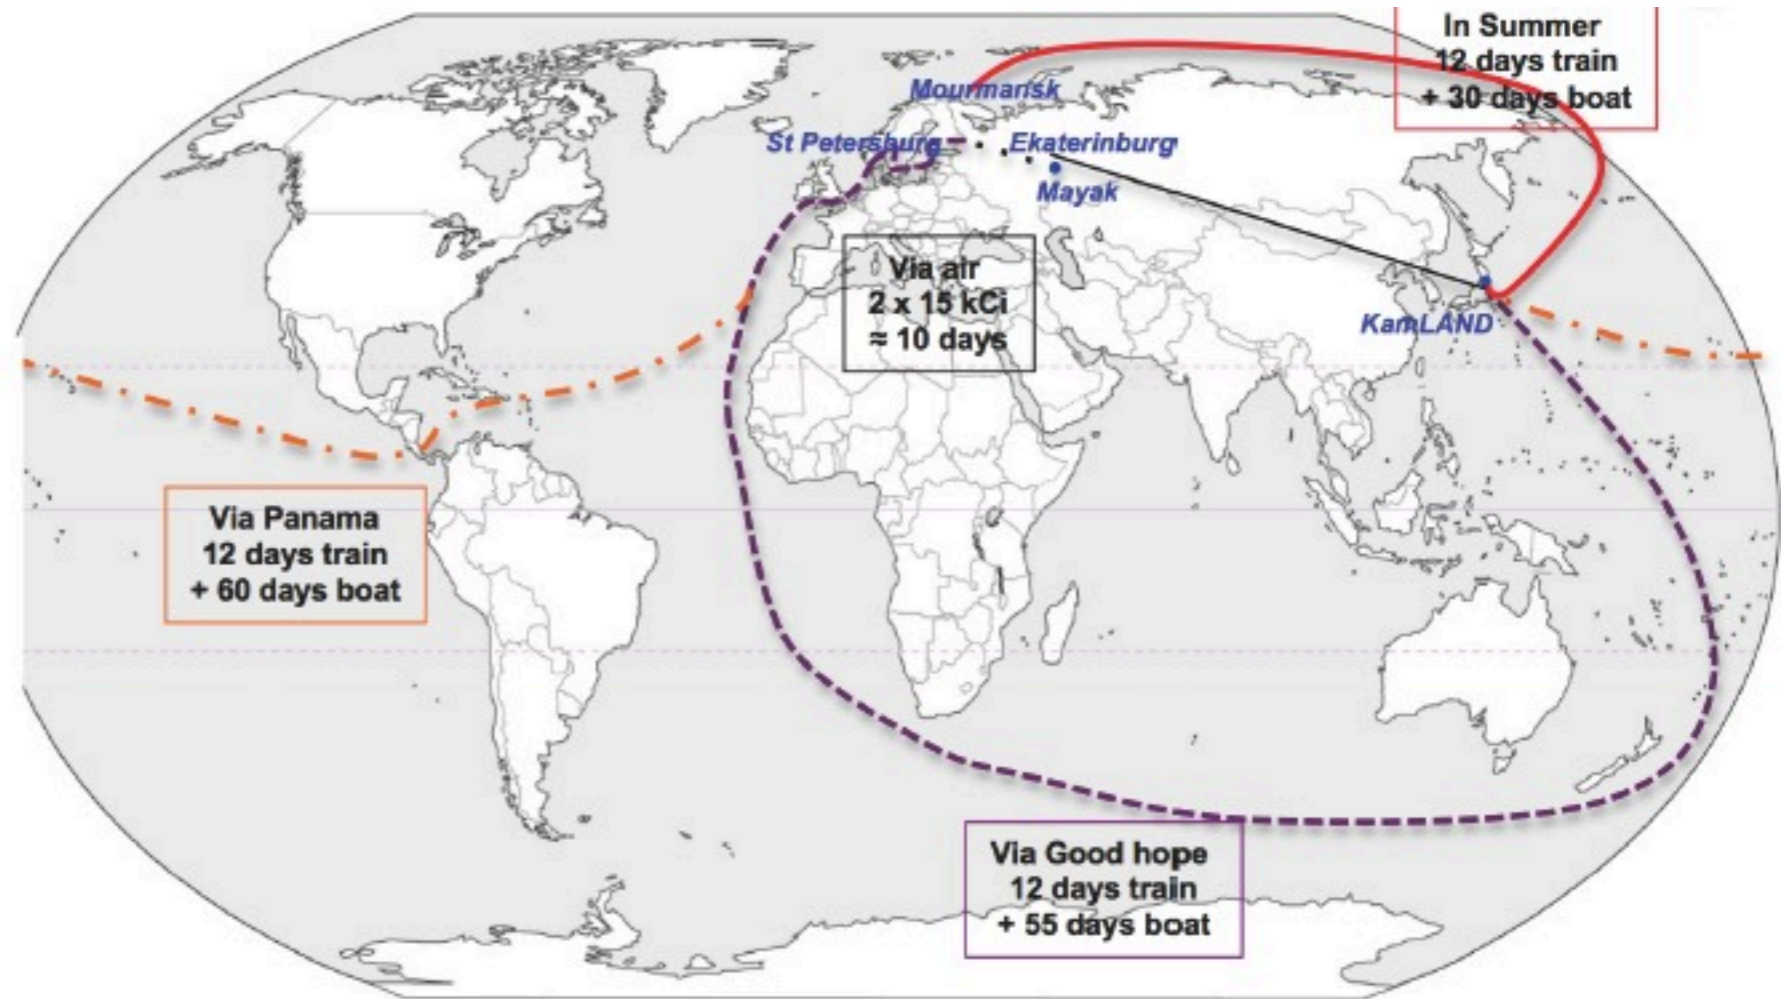 In Summer
12 days train
+ 30 days boat
Mourmansk
St Petersburg
Ekaterinburg
Mayak
Via air
2 x 15 kCi
≈ 10 days
KamLAND
Via Panama
12 days train
+ 60 days boat
Via Good hope
12 days train
+ 55 days boat